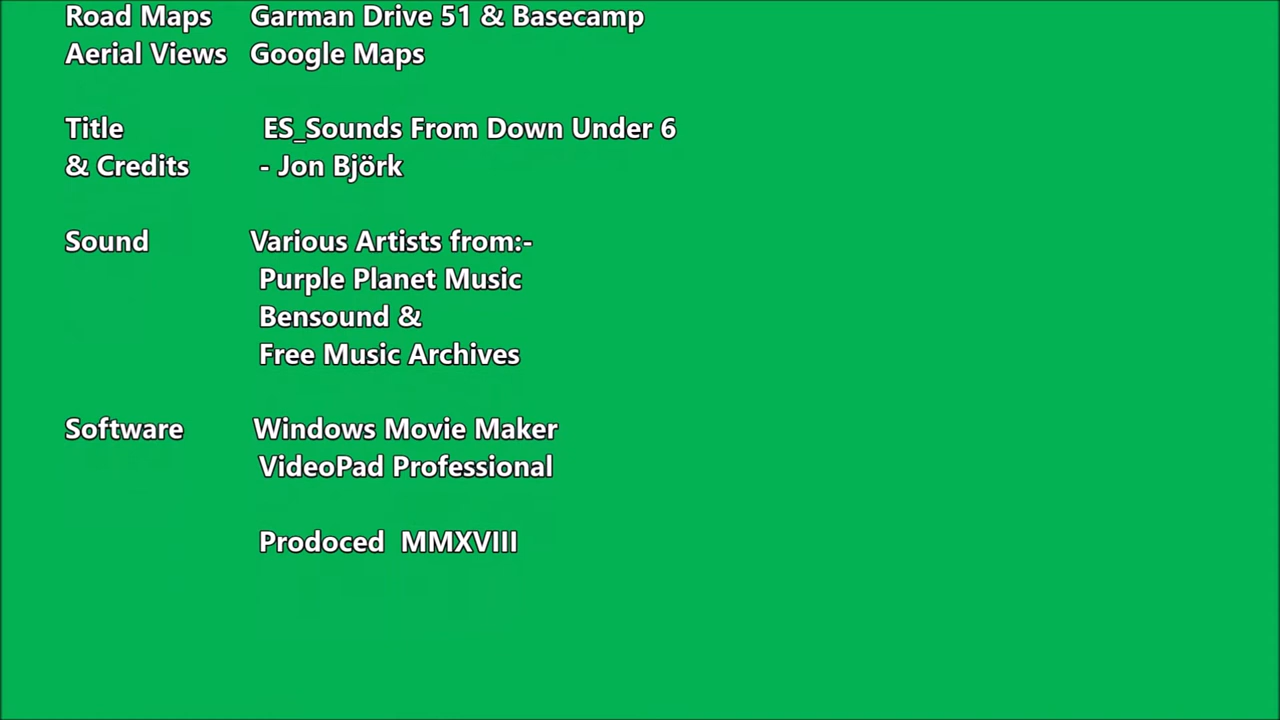 Road Maps Garman Drive 51 & Basecamp
Aerial Views Google Maps
Title ES_Sounds From Down Under 6
& Credits - Jon Björk
Sound Various Artists from:-
Purple Planet Music
Bensound &
Free Music Archives
Software Windows Movie Maker
VideoPad Professional
Prodoced MMXVIII